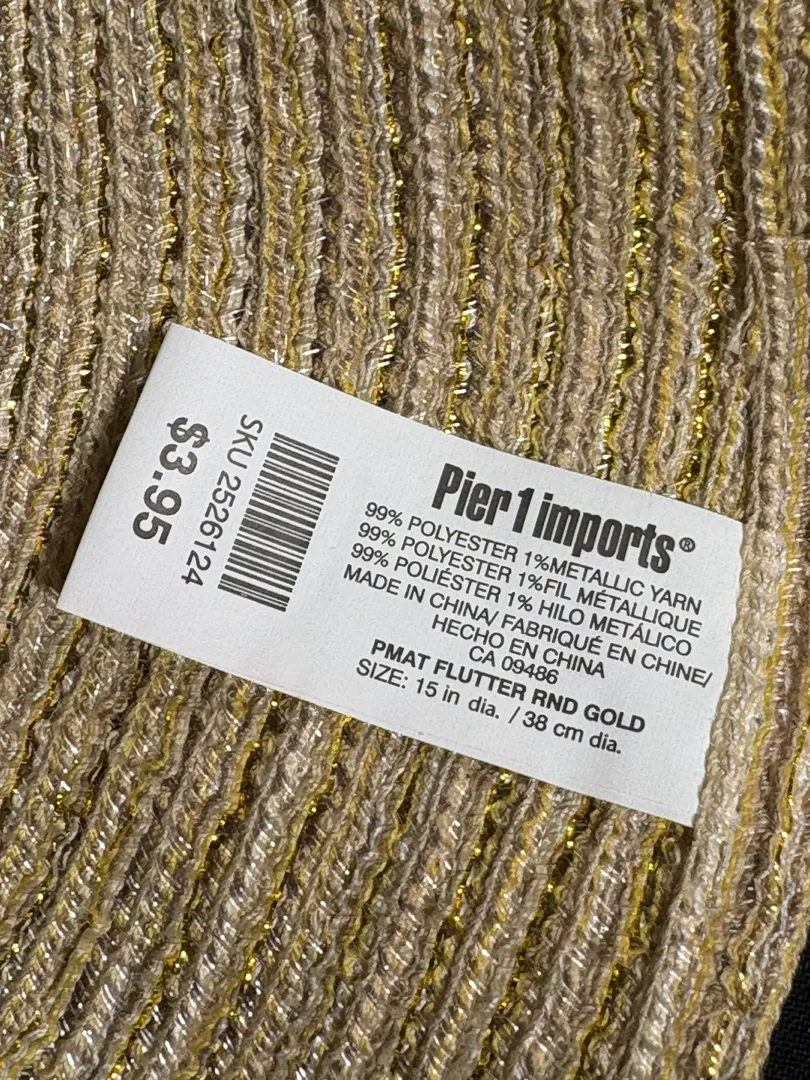 Pier 1 imports®
99% POLYESTER 1%METALLIC YARN
99% POLYESTER 1%FIL MÉTALLIQUE
99% POLIÉSTER 1% HILO METÁLICO
MADE IN CHINA/ FABRIQUÉ EN CHINE/
HECHO EN CHINA
CA 09486
PMAT FLUTTER RND GOLD
SIZE: 15 in dia. / 38 cm dia.
SKU 2526124
$3.95